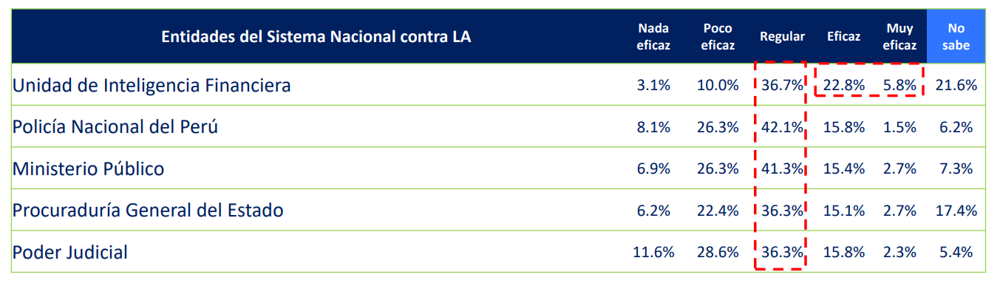 Entidades del Sistema Nacional contra LA Nada eficaz Poco eficaz Regular Eficaz Muy eficaz No sabe
Unidad de Inteligencia Financiera 3.1% 10.0% 36.7% 22.8% 5.8% 21.6%
Policía Nacional del Perú 8.1% 26.3% 42.1% 15.8% 1.5% 6.2%
Ministerio Público 6.9% 26.3% 41.3% 15.4% 2.7% 7.3%
Procuraduría General del Estado 6.2% 22.4% 36.3% 15.1% 2.7% 17.4%
Poder Judicial 11.6% 28.6% 36.3% 15.8% 2.3% 5.4%